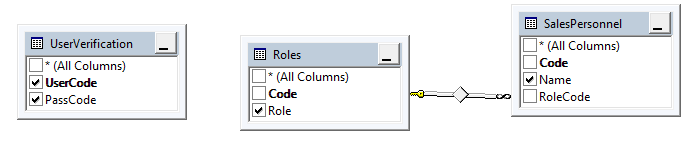 UserVerification
* (All Columns)
UserCode
PassCode
Roles
* (All Columns)
Code
Role
SalesPersonnel
* (All Columns)
Code
Name
RoleCode